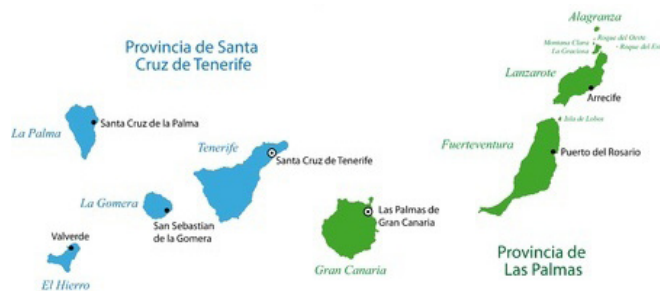 Provincia de Santa
Cruz de Tenerife
La Palma
Santa Cruz de la Palma
Tenerife
Santa Cruz de Tenerife
La Gomera
San Sebastian
de la Gomera
Valverde
El Hierro
Alagranza
Roque del Oeste
Montana Clara
Roque del Est
La Graciosa
Lanzarote
Arrecife
Isla de Lobos
Fuerteventura
Puerto del Rosario
Las Palmas de
Gran Canaria
Gran Canaria
Provincia de
Las Palmas